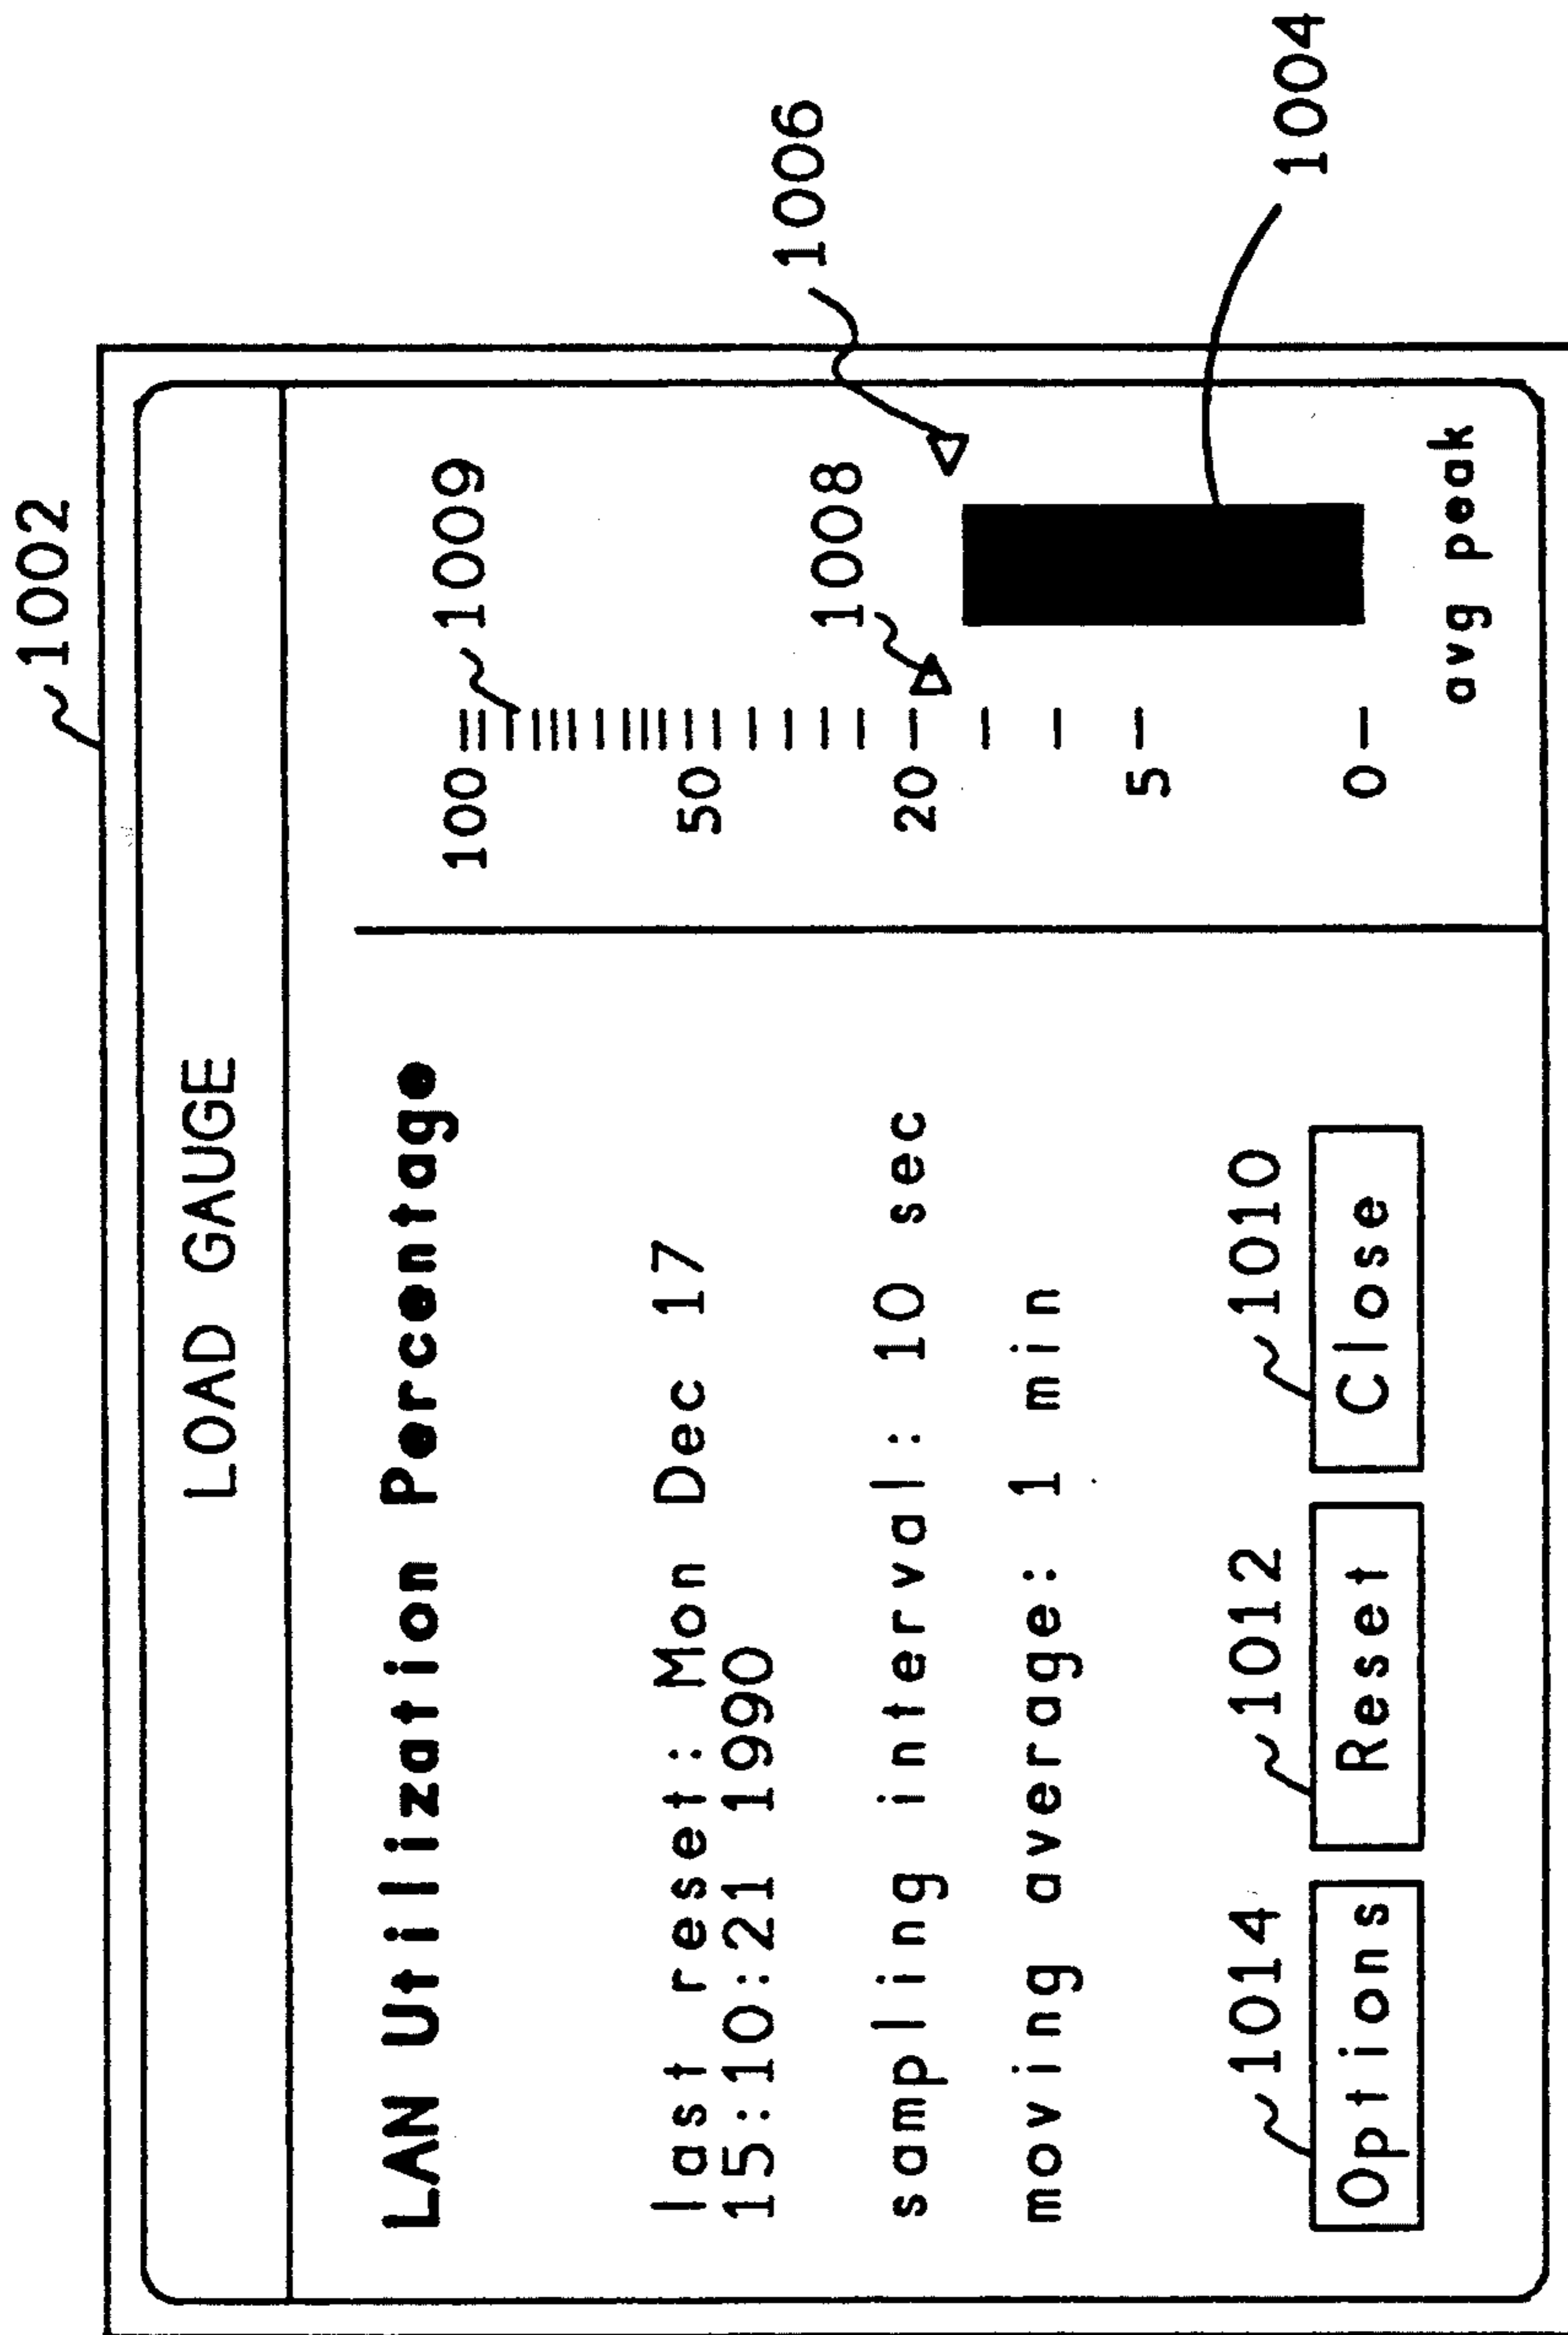 1002
LOAD GAUGE
LAN Utilization Percentage
last reset: Mon Dec 17
15:10:21 1990
sampling interval: 10 sec
moving average: 1 min
1014
1012
1010
Options
Reset
Close
100
1009
50
1008
20
5
0
avg peak
1006
1004